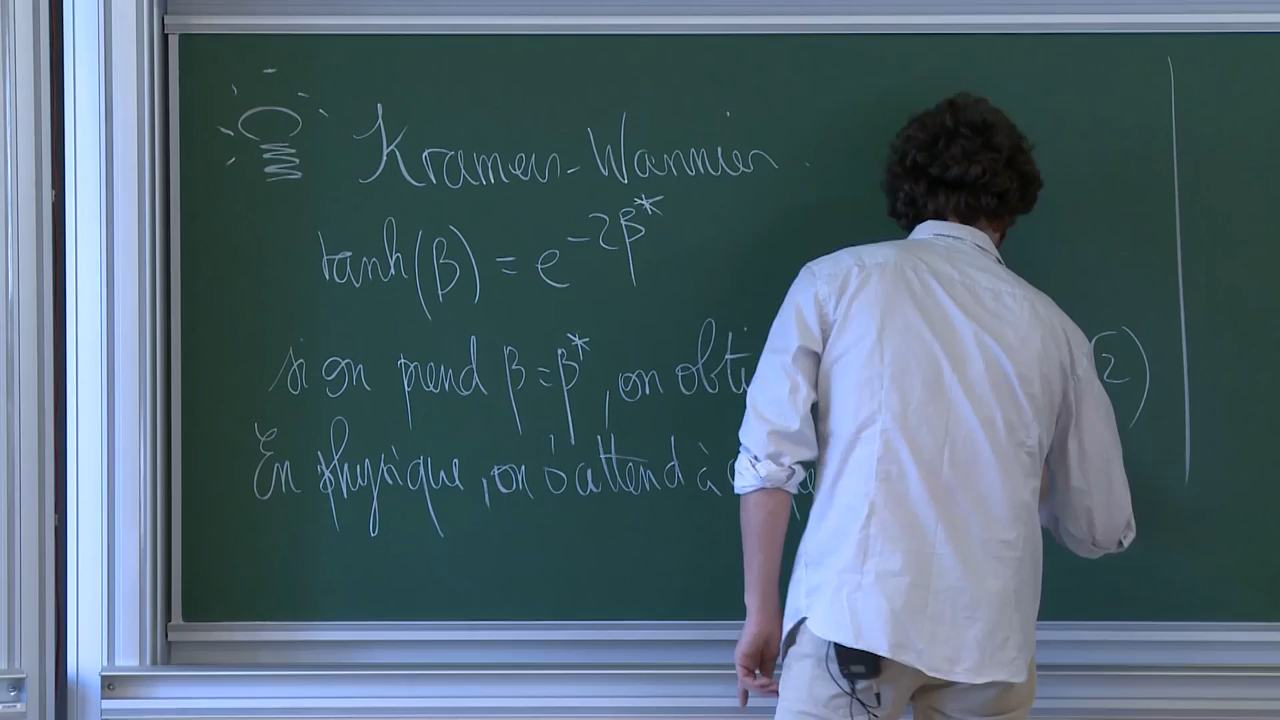 Kramers-Wannier.
tanh(β) = e^{-2β*}
si on prend β = β*, on obti 2)
En physique, on s'attend à